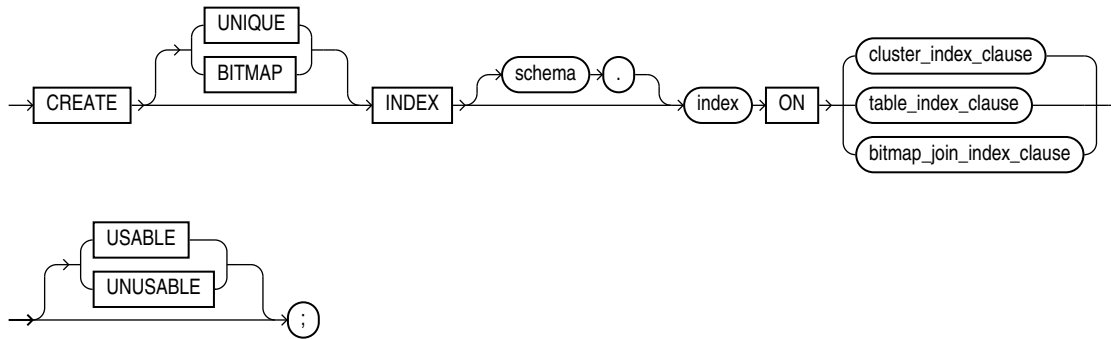 UNIQUE
BITMAP
CREATE INDEX schema . index ON cluster_index_clause
table_index_clause
bitmap_join_index_clause
USABLE
UNUSABLE
;